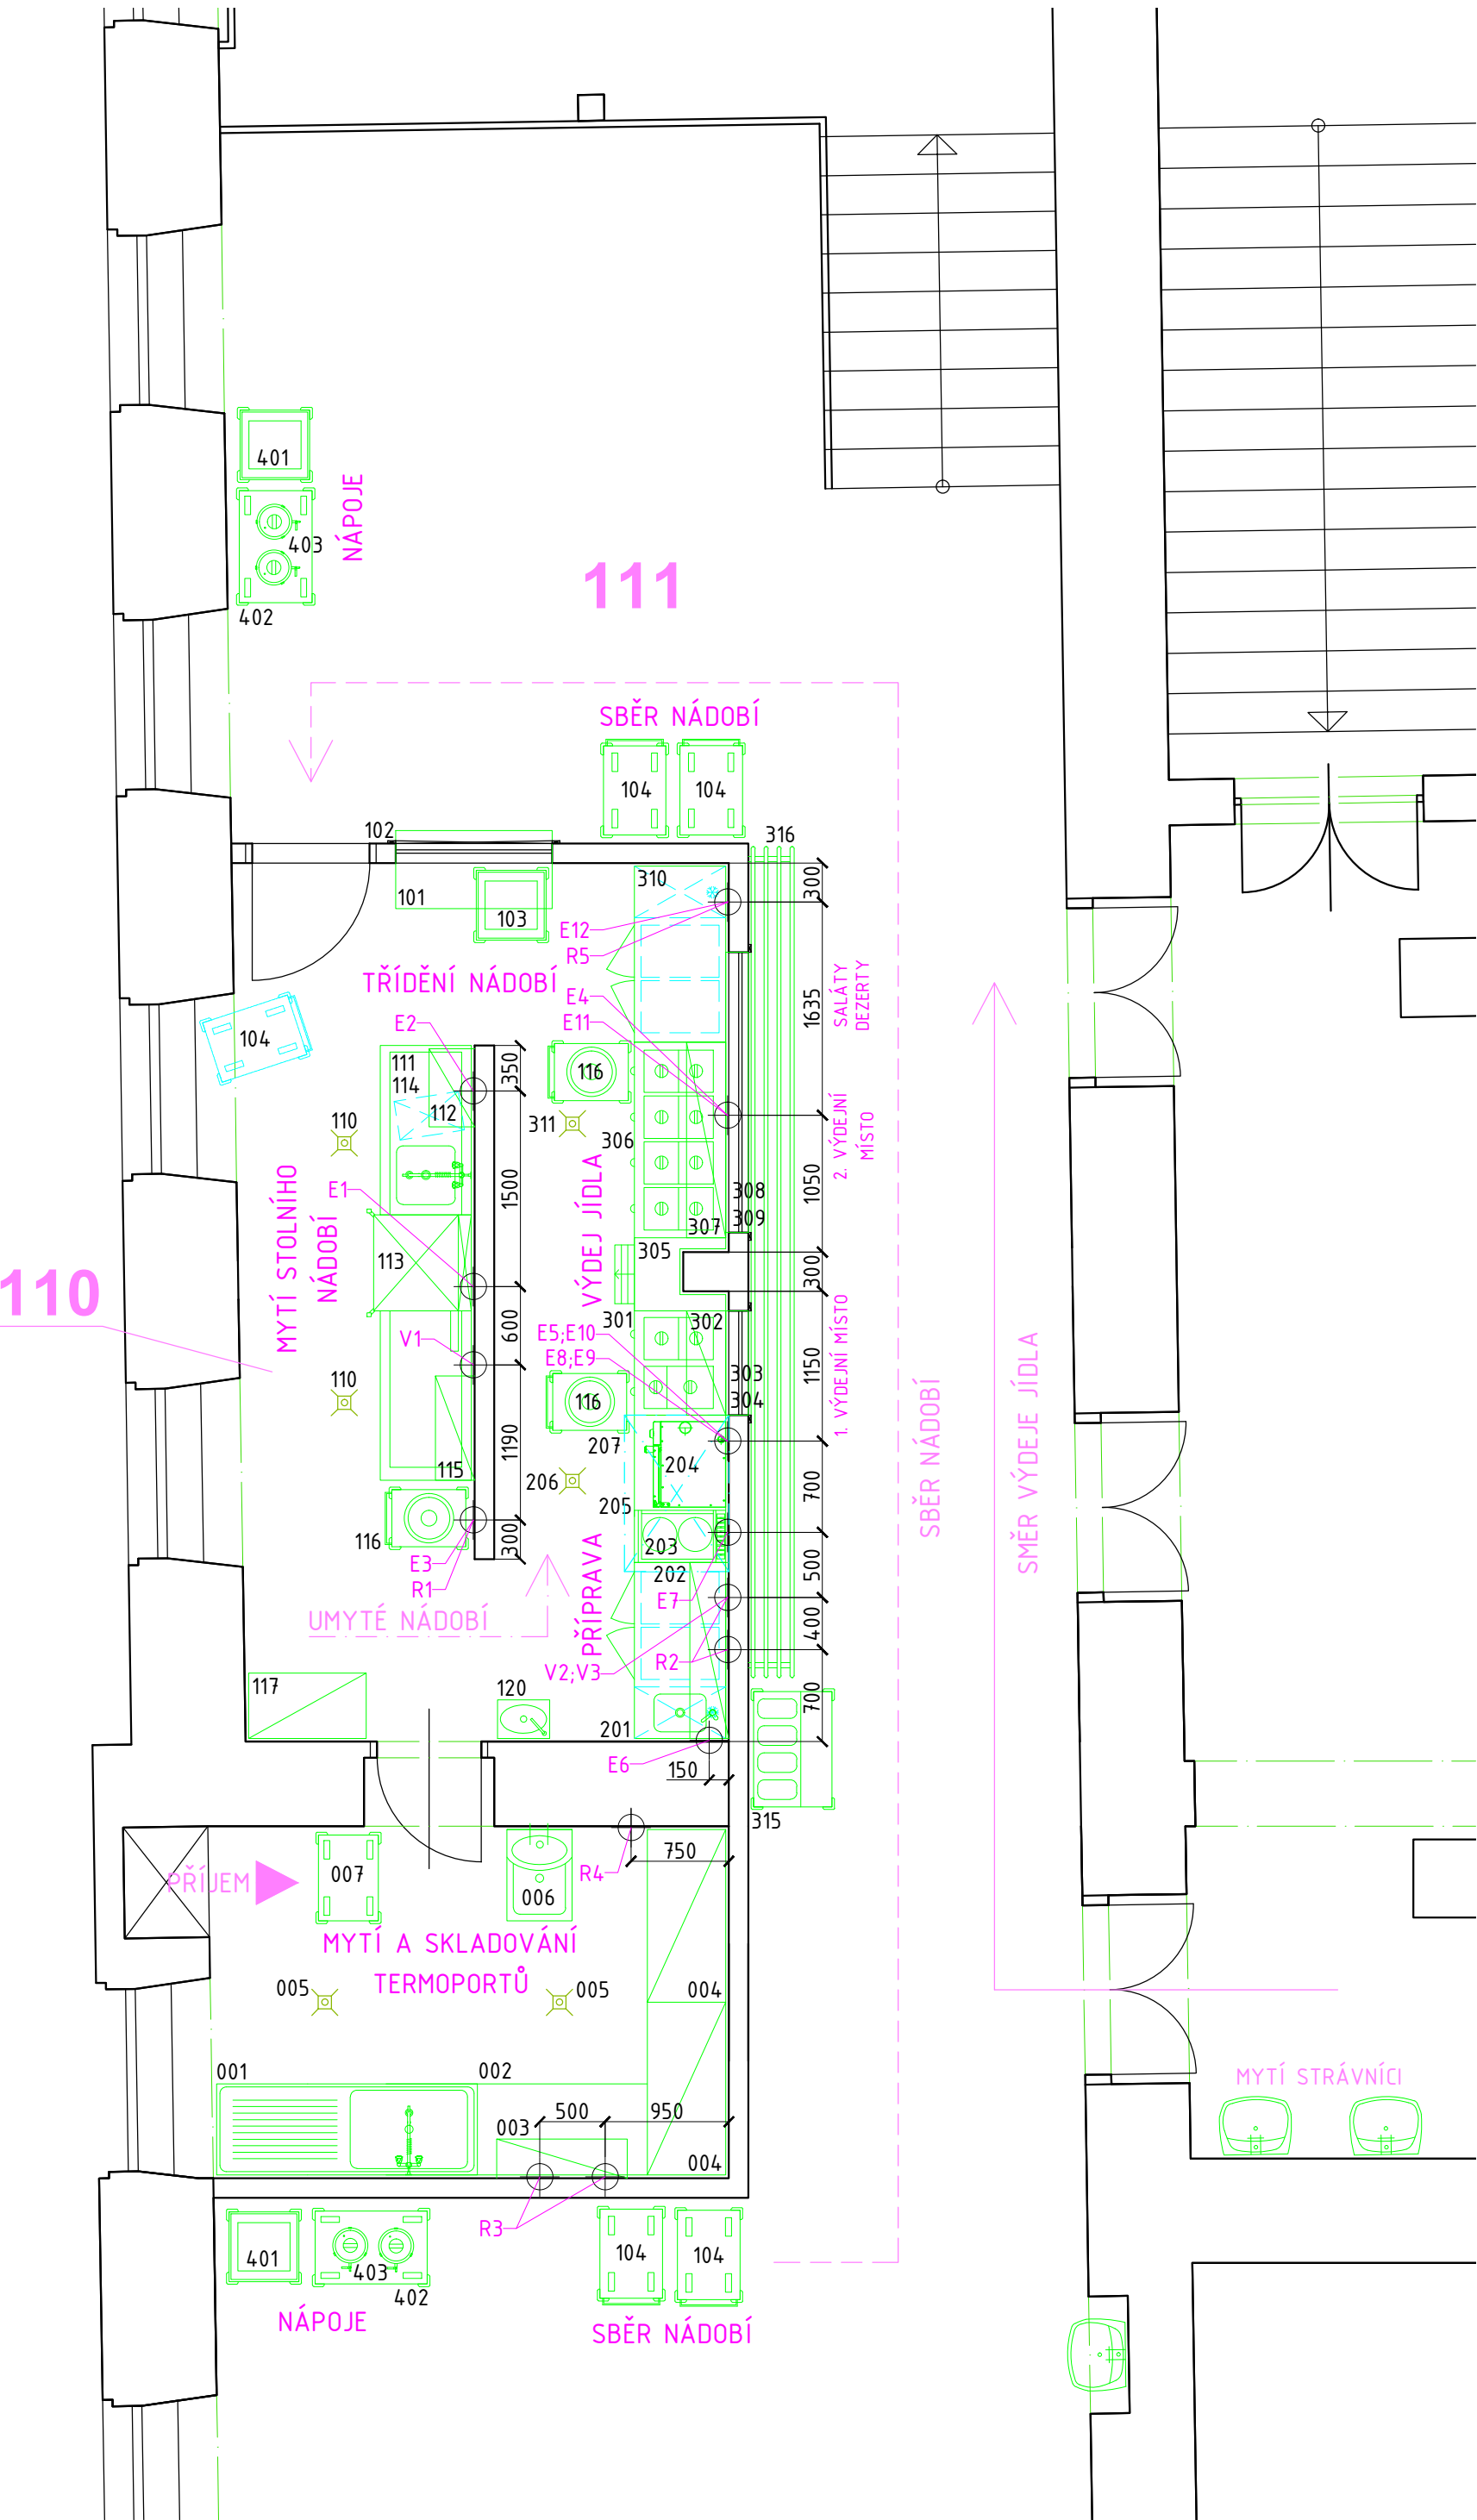 401
403
402
NÁPOJE
111
SBĚR NÁDOBÍ
104
104
316
102
101
103
310
300
E12
R5
TŘÍDĚNÍ NÁDOBÍ
E4
E11
1635
SALÁTY
DEZERTY
104
E2
111
114
112
350
116
110
311
306
1500
2. VÝDEJNÍ
MÍSTO
MYTÍ STOLNÍHO
NÁDOBÍ
VÝDEJ JÍDLA
E1
1050
308
309
307
305
113
110
300
301
302
600
V1
E5;E10
E8;E9
1150
1. VÝDEJNÍ MÍSTO
303
304
110
116
207
204
206
205
1190
115
700
SBĚR NÁDOBÍ
SMĚR VÝDEJE JÍDLA
116
300
203
202
500
E3
R1
E7
PŘÍPRAVA
UMYTÉ NÁDOBÍ
400
R2
V2;V3
117
120
201
700
E6
150
315
750
R4
PŘÍJEM
007
006
MYTÍ A SKLADOVÁNÍ
TERMOPORTŮ
005
005
004
001
002
MYTÍ STRÁVNÍCI
500
950
003
004
R3
401
403
402
104
104
NÁPOJE
SBĚR NÁDOBÍ